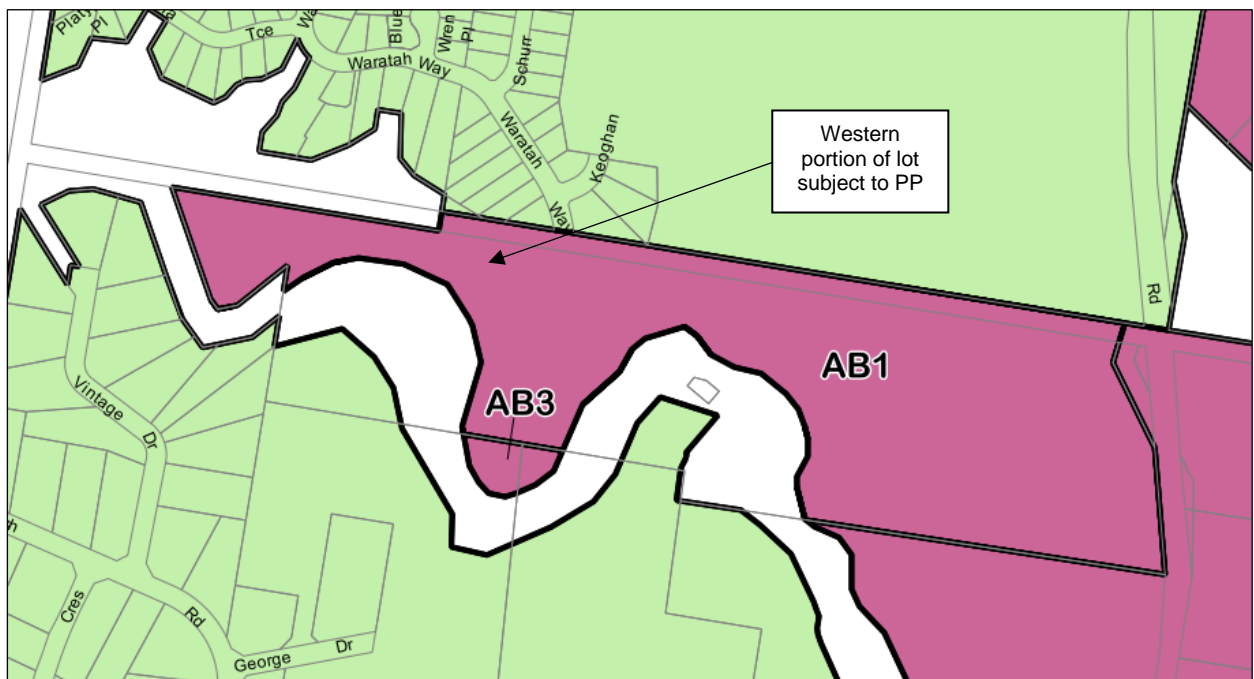 Tce
Blue
Wren
Pl
Pl
Waratah Way
Schurr
Waratah
Way
Keoghan
Western
portion of lot
subject to PP
Rd
AB1
AB3
Vintage
Dr
Cres
Rd
George Dr